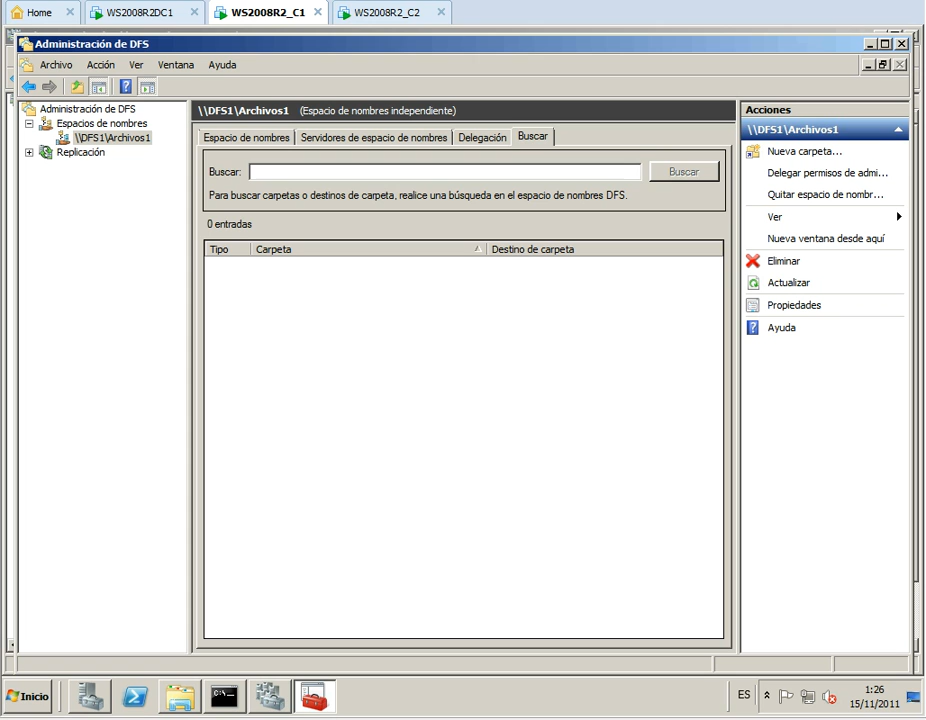 Home
WS2008R2DC1
WS2008R2_C1
WS2008R2_C2
Administración de DFS
Archivo Acción Ver Ventana Ayuda
Administración de DFS
Espacios de nombres
\\DFS1\Archivos1
Replicación
\\DFS1\Archivos1 (Espacio de nombres independiente)
Espacio de nombres Servidores de espacio de nombres Delegación Buscar
Buscar: Buscar
Para buscar carpetas o destinos de carpeta, realice una búsqueda en el espacio de nombres DFS.
0 entradas
Tipo Carpeta Destino de carpeta
Acciones
\\DFS1\Archivos1
Nueva carpeta...
Delegar permisos de admi...
Quitar espacio de nombr...
Ver
Nueva ventana desde aquí
Eliminar
Actualizar
Propiedades
Ayuda
Inicio
ES
1:26
15/11/2011